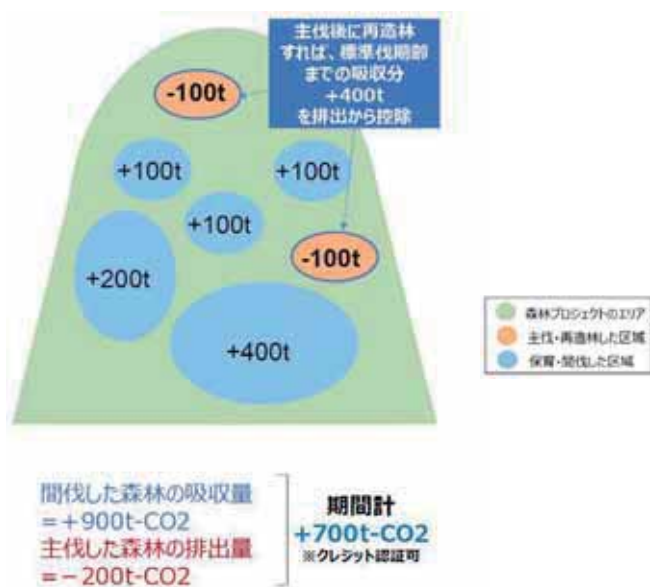 主伐後に再造林
すれば、標準伐期齢
までの吸収分
+400t
を排出から控除
-100t
+100t
+100t
+100t
-100t
+200t
+400t
森林プロジェクトのエリア
主伐・再造林した区域
保育・間伐した区域
間伐した森林の吸収量
=+900t-CO2
主伐した森林の排出量
=-200t-CO2
期間計
+700t-CO2
※クレジット認証可